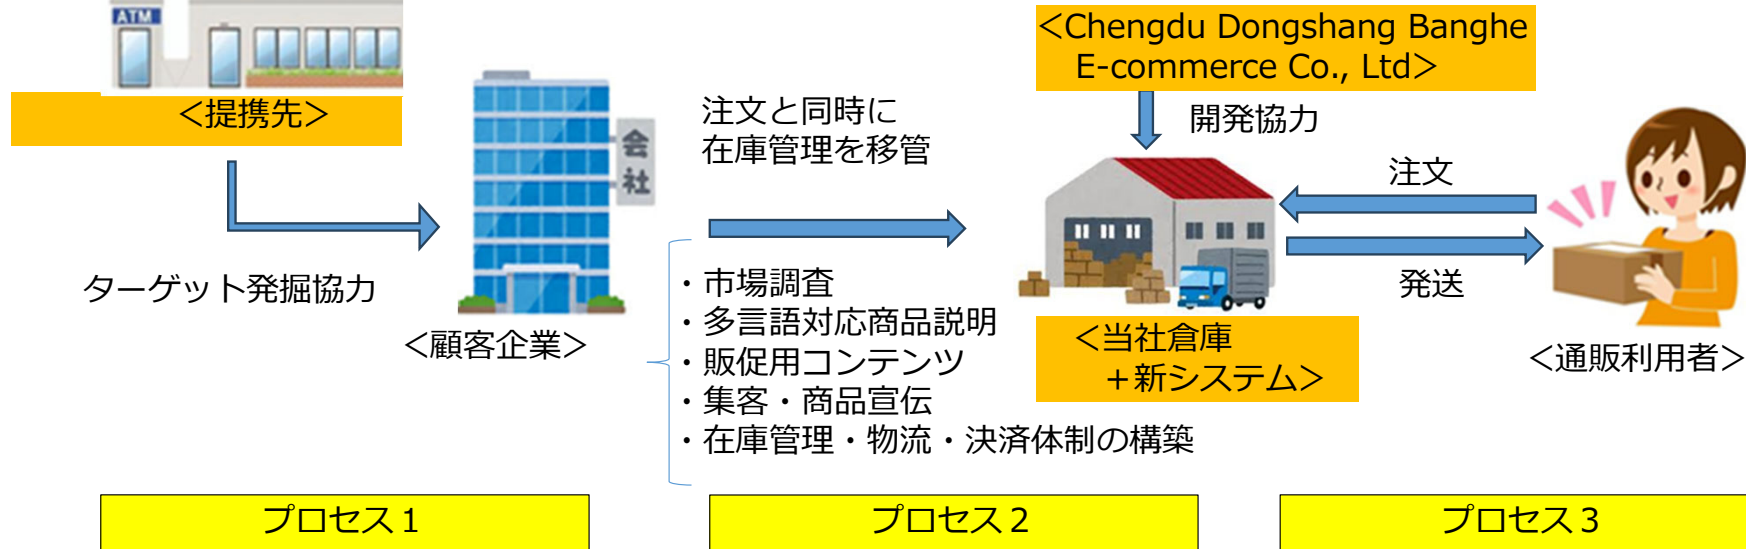 ATM
<提携先>
ターゲット発掘協力
会社
<顧客企業>
注文と同時に
在庫管理を移管
・市場調査
・多言語対応商品説明
・販促用コンテンツ
・集客・商品宣伝
・在庫管理・物流・決済体制の構築
<Chengdu Dongshang Banghe
E-commerce Co., Ltd>
開発協力
<当社倉庫
+新システム>
注文
発送
<通販利用者>
プロセス1
プロセス2
プロセス3